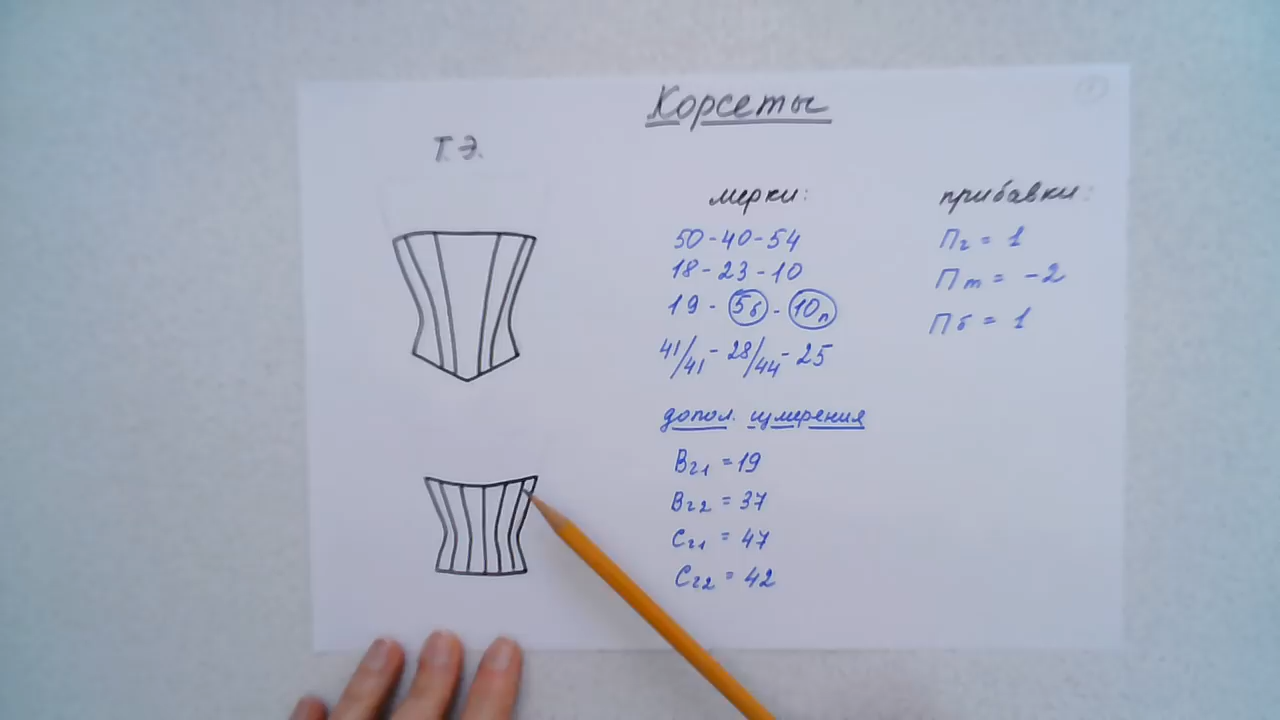 Корсеты
Т.Э.
мерки:
50-40-54
18-23-10
19-5б-10п
41/41-28/44-25
допол. измерения
Вг1 = 19
Вг2 = 37
Сг1 = 47
Сг2 = 42
прибавки:
Пг = 1
Пт = -2
Пб = 1